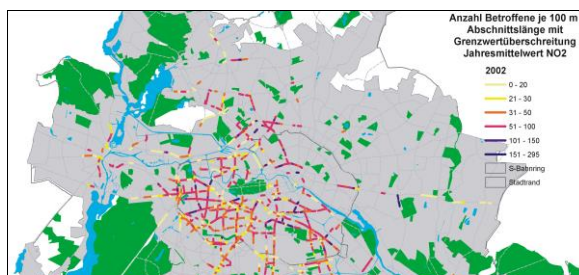 Anzahl Betroffene je 100 m
Abschnittslänge mit
Grenzwertüberschreitung
Jahresmittelwert NO2
2002
0 - 20
21 - 30
31 - 50
51 - 100
101 - 150
151 - 295
S-Bahnring
Stadtrand